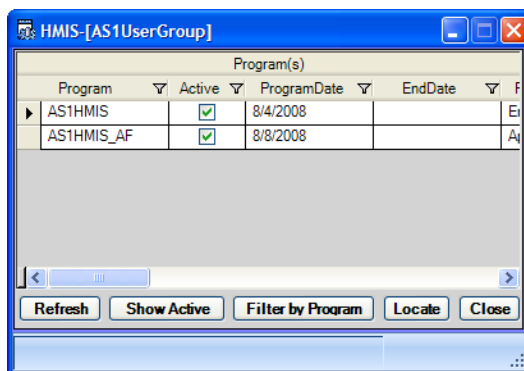 HMIS-[AS1UserGroup]
Program(s)
Program Active ProgramDate EndDate
AS1HMIS 8/4/2008
AS1HMIS_AF 8/8/2008
Refresh Show Active Filter by Program Locate Close